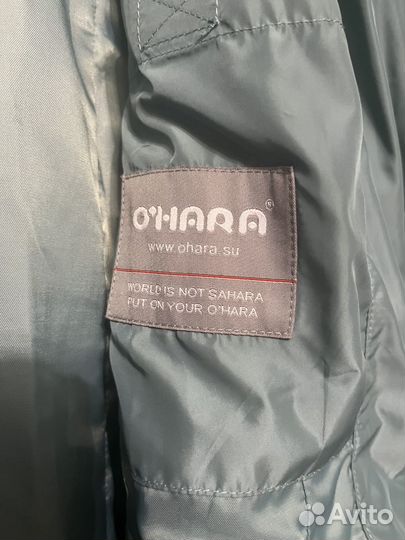 O'HARA®
www.ohara.su
WORLD IS NOT SAHARA
PUT ON YOUR O'HARA
Avito